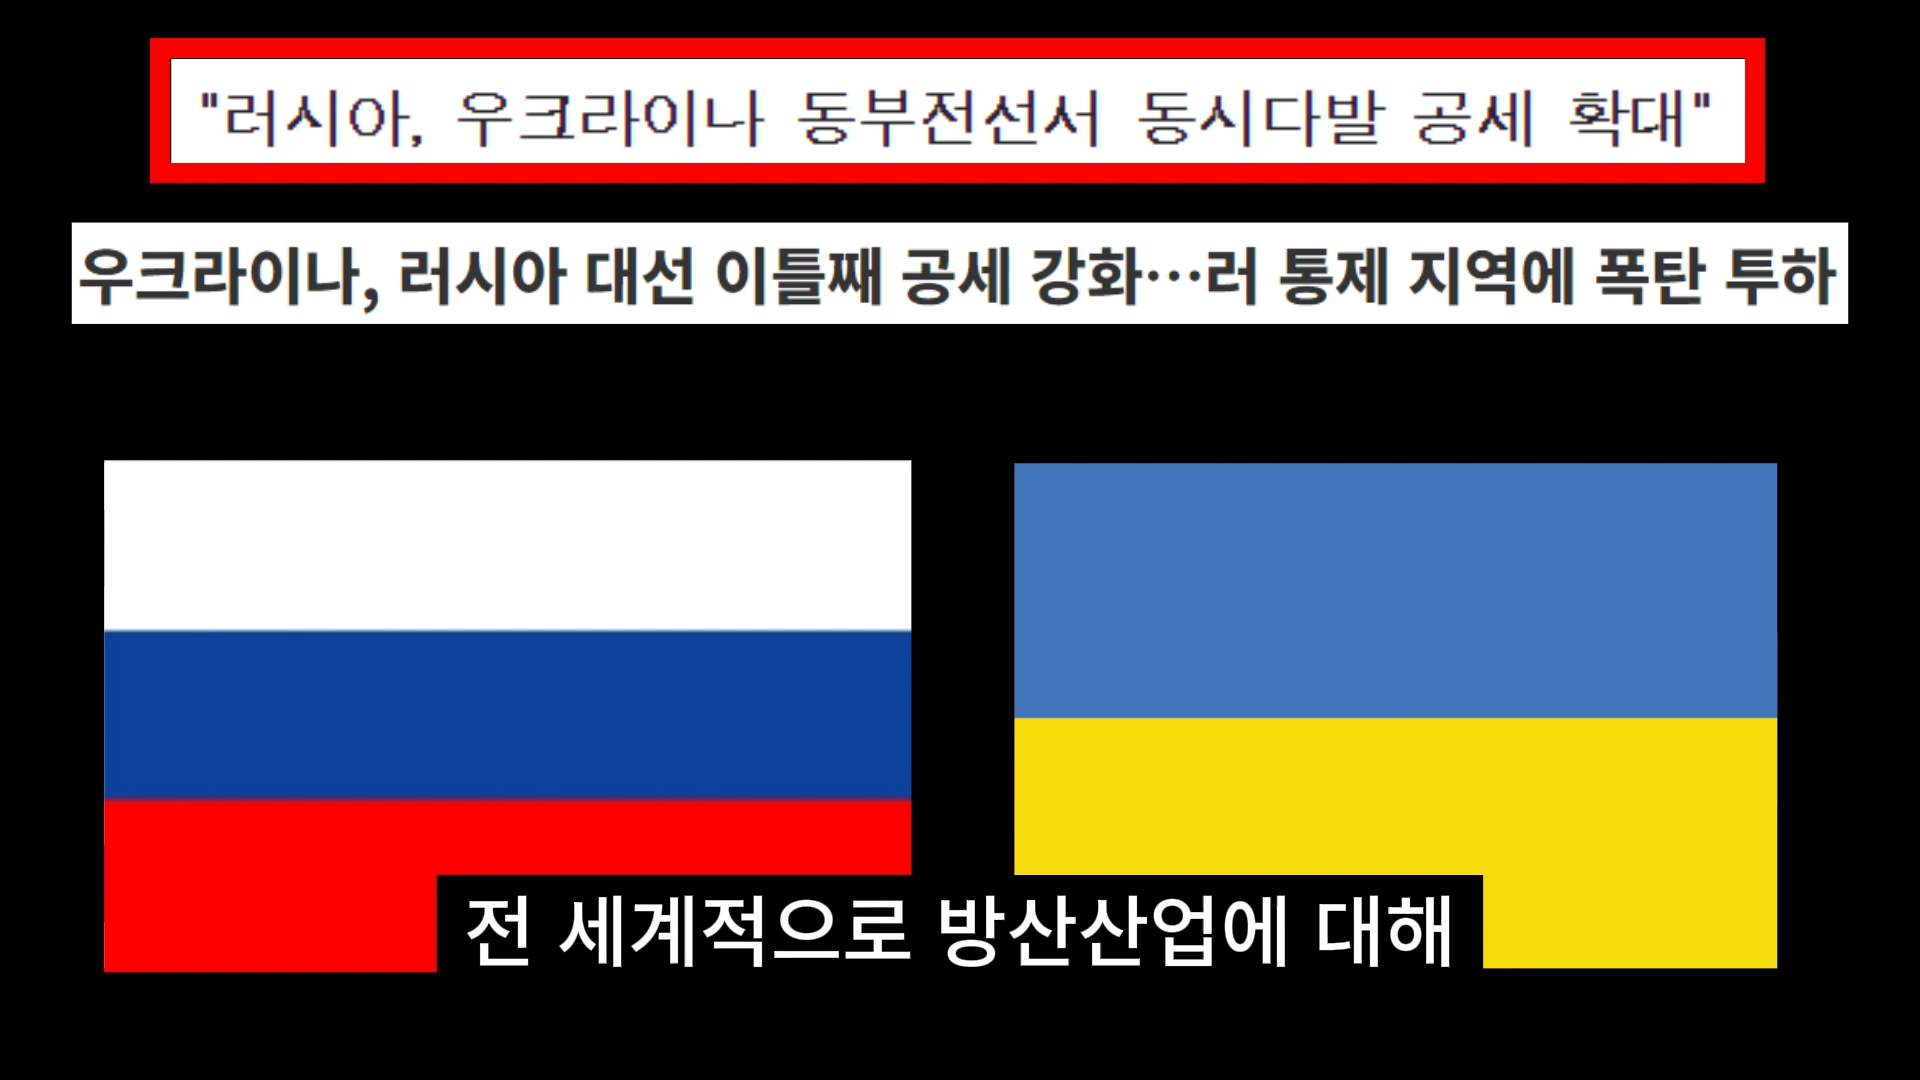 "러시아, 우크라이나 동부전선서 동시다발 공세 확대"
우크라이나, 러시아 대선 이틀째 공세 강화…러 통제 지역에 폭탄 투하
전 세계적으로 방산산업에 대해